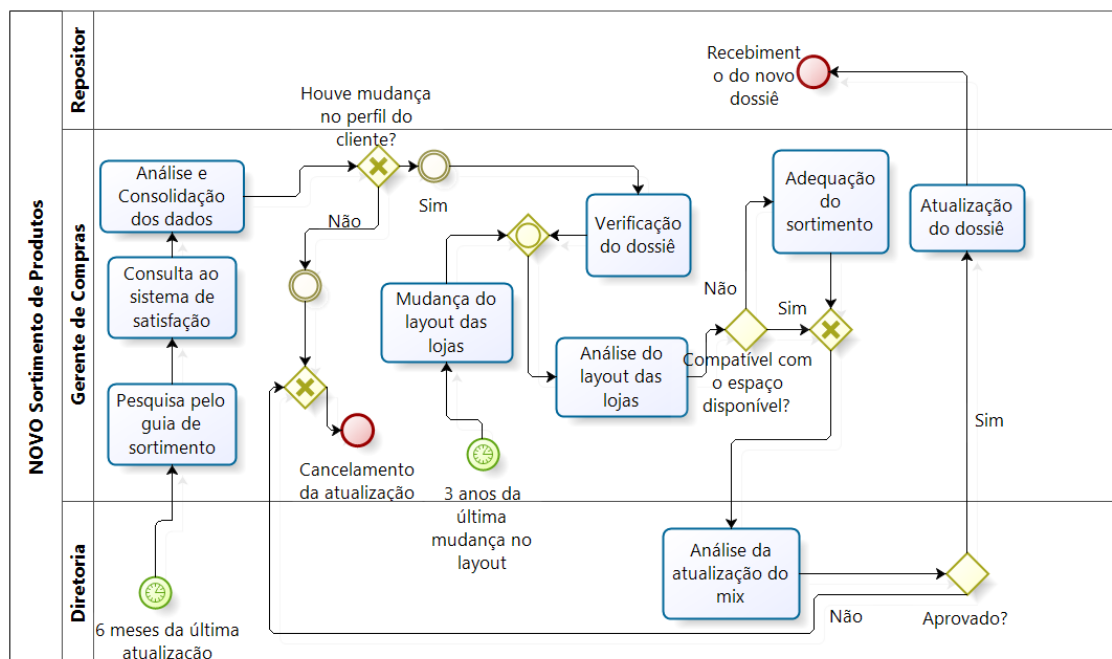 NOVO Sortimento de Produtos
Repositor
Recebiment
o do novo
dossiê
Gerente de Compras
Houve mudança
no perfil do
cliente?
Análise e
Consolidação
dos dados
Sim
Não
Verificação
do dossiê
Adequação
do
sortimento
Atualização
do dossiê
Consulta ao
sistema de
satisfação
Mudança do
layout das
lojas
Não
Sim
Análise do
layout das
lojas
Compatível com
o espaço
disponível?
Pesquisa pelo
guia de
sortimento
Cancelamento
da atualização
3 anos da
última
mudança no
layout
Sim
Diretoria
6 meses da última
atualização
Análise da
atualização do
mix
Não
Aprovado?